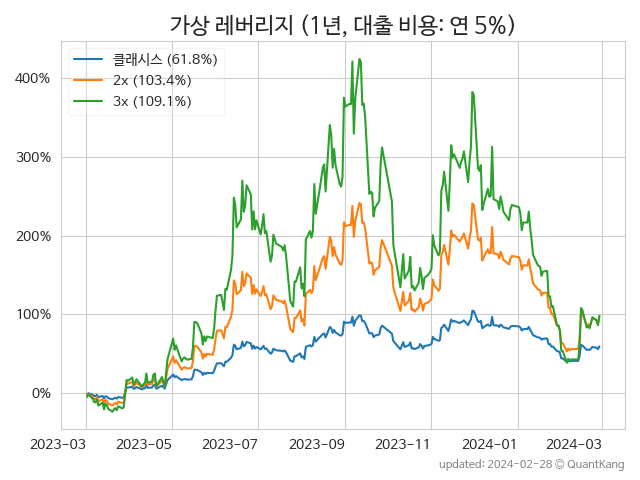 가상 레버리지 (1년, 대출 비용: 연 5%)
클래시스 (61.8%)
2x (103.4%)
3x (109.1%)
400%
300%
200%
100%
0%
2023-03 2023-05 2023-07 2023-09 2023-11 2024-01 2024-03
updated: 2024-02-28 © QuantKang